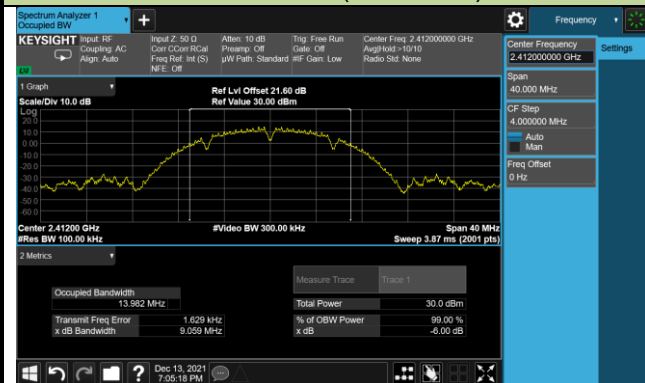 Spectrum Analyzer 1
Occupied BW
+
Frequency
KEYSIGHT
Input: RF
Coupling: AC
Align: Auto
Input Z: 50 Ω
Corr CCorr RCal
Freq Ref: Int (S)
NFE: Off
Atten: 10 dB
Preamp: Off
µW Path: Standard
Trig: Free Run
Gate: Off
#IF Gain: Low
Center Freq: 2.412000000 GHz
Avg|Hold:>10/10
Radio Std: None
Center Frequency
2.412000000 GHz
Settings
Span
40.000 MHz
CF Step
4.000000 MHz
Auto
Man
Freq Offset
0 Hz
1 Graph
Scale/Div 10.0 dB
Ref Lvl Offset 21.60 dB
Ref Value 30.00 dBm
Log
20.0
10.0
0.00
-10.0
-20.0
-30.0
-40.0
-50.0
-60.0
Center 2.41200 GHz
#Res BW 100.00 kHz
#Video BW 300.00 kHz
Span 40 MHz
Sweep 3.87 ms (2001 pts)
2 Metrics
Measure Trace
Trace 1
Occupied Bandwidth
13.982 MHz
Total Power
30.0 dBm
Transmit Freq Error
1.629 kHz
% of OBW Power
99.00 %
x dB Bandwidth
9.059 MHz
x dB
-6.00 dB
?
Dec 13, 2021
7:05:18 PM